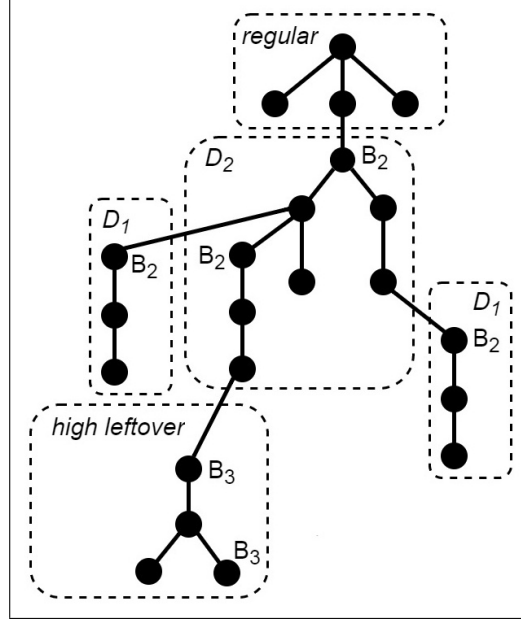 regular
B₂
D₂
D₁
B₂
B₂
D₁
B₂
high leftover
B₃
B₃